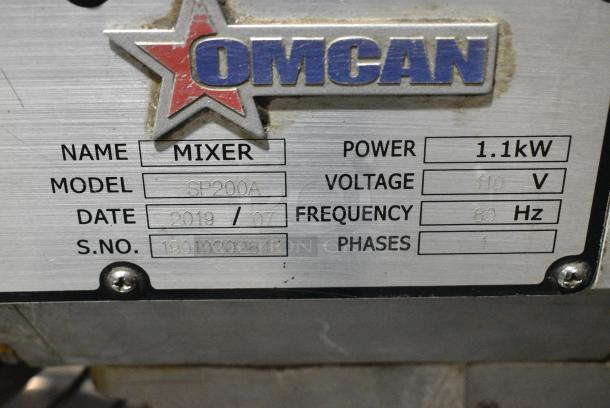 OMCAN
NAME MIXER POWER 1.1kW
MODEL SP200A VOLTAGE 110 V
DATE 2019 / 07 FREQUENCY 60 Hz
S.NO. PHASES 1